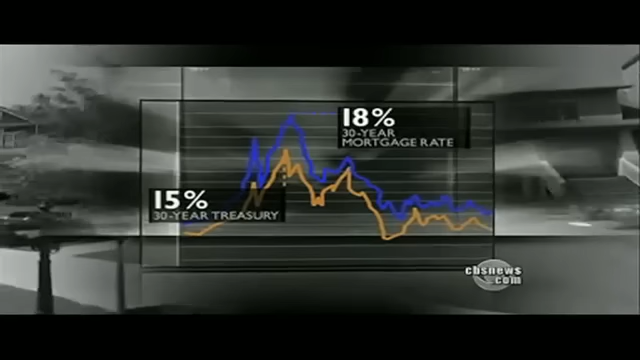 18%
30-YEAR
MORTGAGE RATE
15%
30-YEAR TREASURY
cbsnews
.com